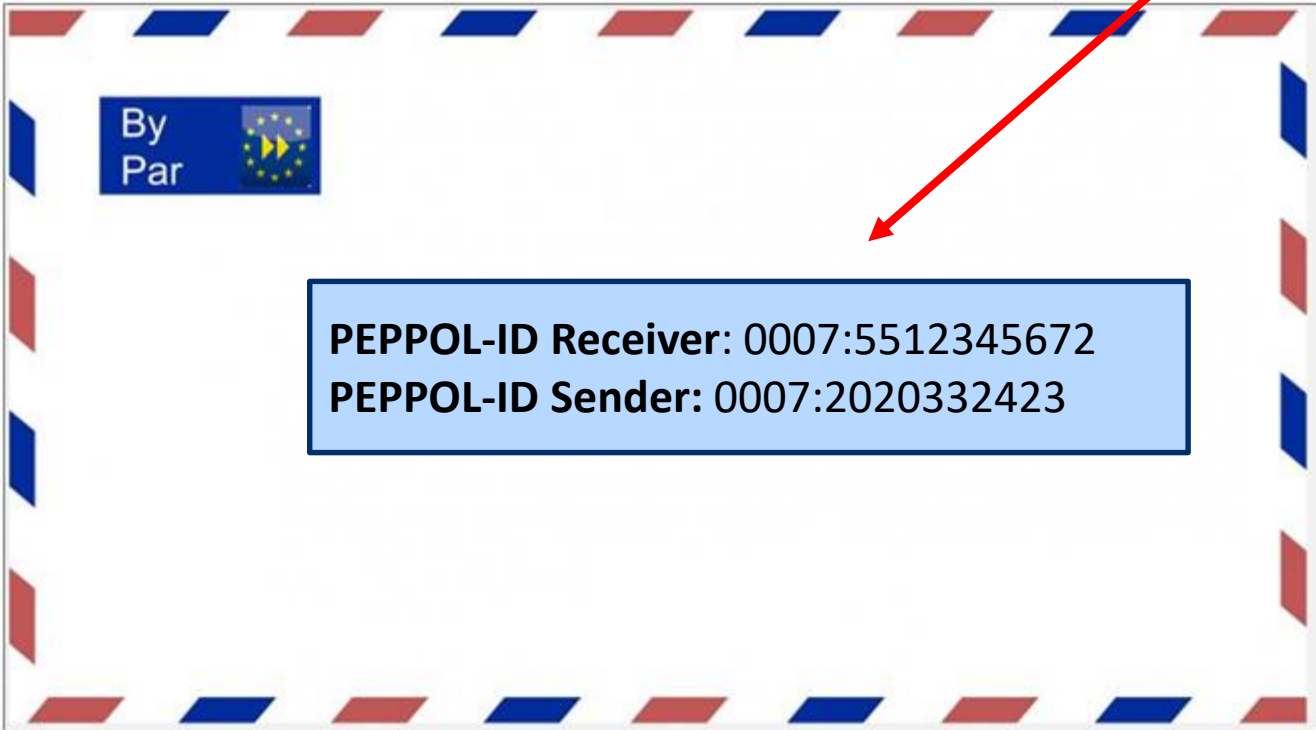 By
Par
PEPPOL-ID Receiver: 0007:5512345672
PEPPOL-ID Sender: 0007:2020332423